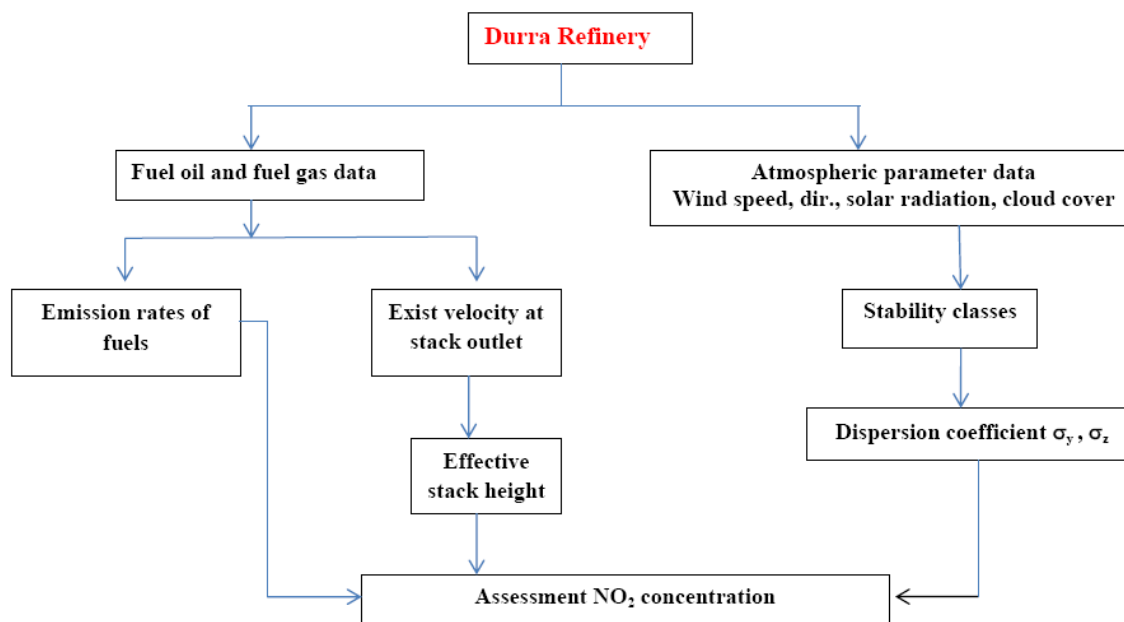 Durra Refinery
Fuel oil and fuel gas data
Atmospheric parameter data
Wind speed, dir., solar radiation, cloud cover
Emission rates of
fuels
Exist velocity at
stack outlet
Stability classes
Dispersion coefficient σy , σz
Effective
stack height
Assessment NO₂ concentration